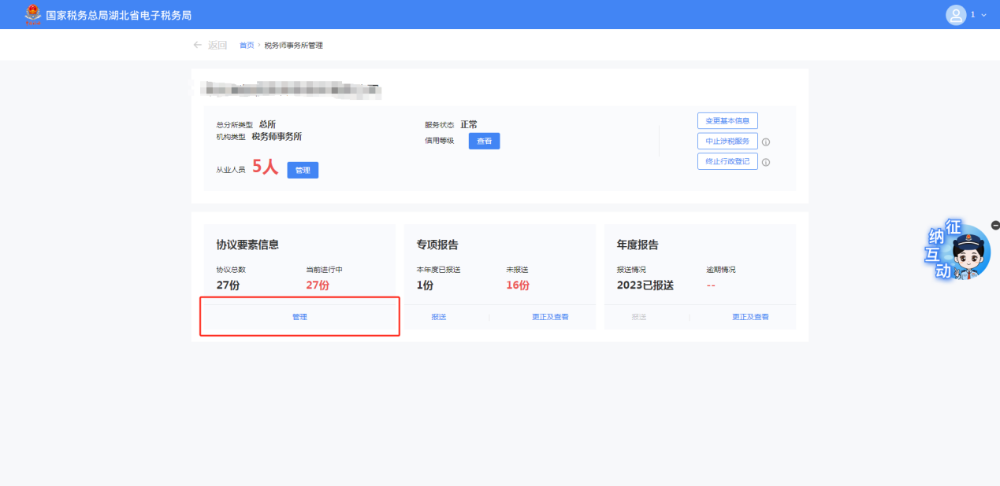 国家税务总局湖北省电子税务局
1
返回 首页 › 税务师事务所管理
总分所类型 总所
机构类型 税务师事务所
从业人员 5人 管理
服务状态 正常
信用等级 查看
变更基本信息
中止涉税服务
终止行政登记
协议要素信息
协议总数 当前进行中
27份 27份
管理
专项报告
本年度已报送 未报送
1份 16份
报送 更正及查看
年度报告
报送情况 逾期情况
2023已报送 --
报送 更正及查看
征
纳
互
动